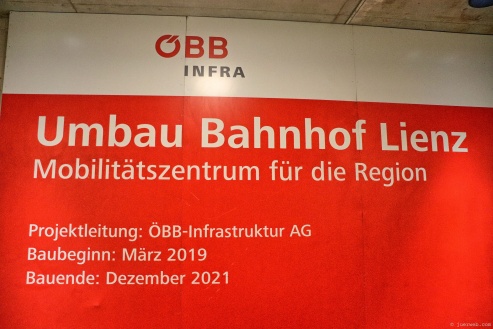 ÖBB
INFRA
Umbau Bahnhof Lienz
Mobilitätszentrum für die Region
Projektleitung: ÖBB-Infrastruktur AG
Baubeginn: März 2019
Bauende: Dezember 2021